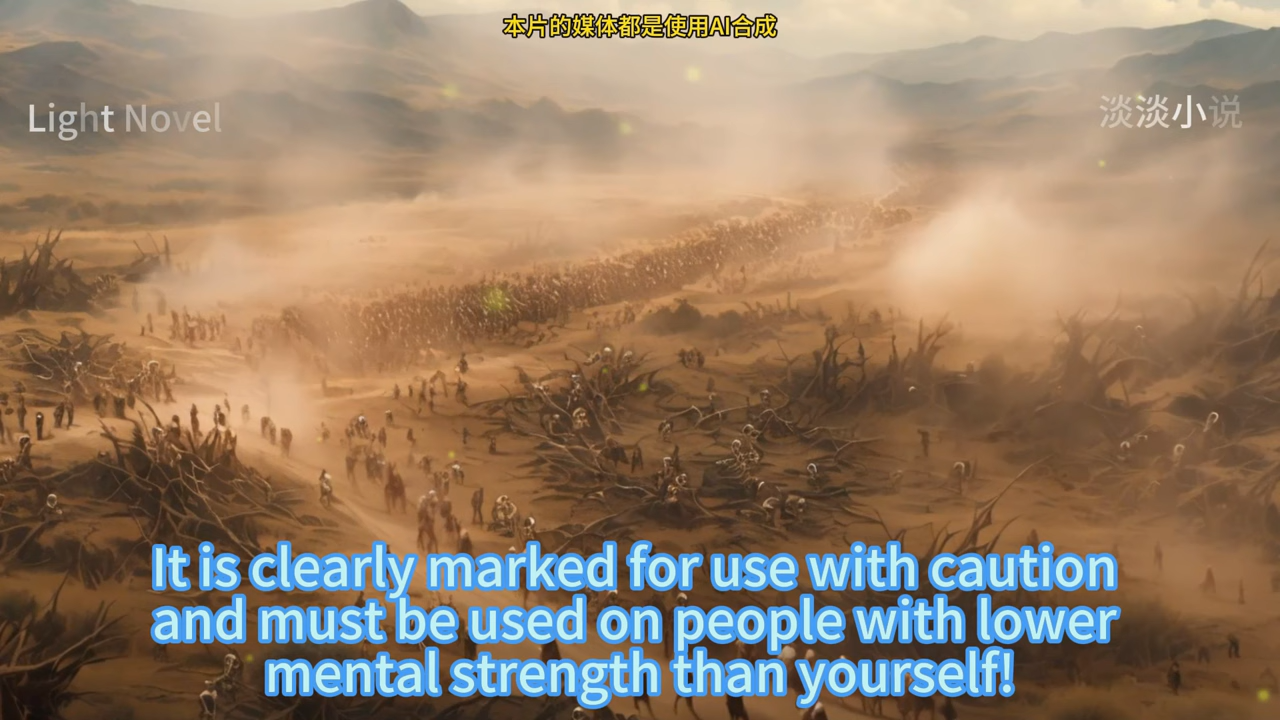 本片的媒体都是使用AI合成
Light Novel
淡淡小说
It is clearly marked for use with caution
and must be used on people with lower
mental strength than yourself!